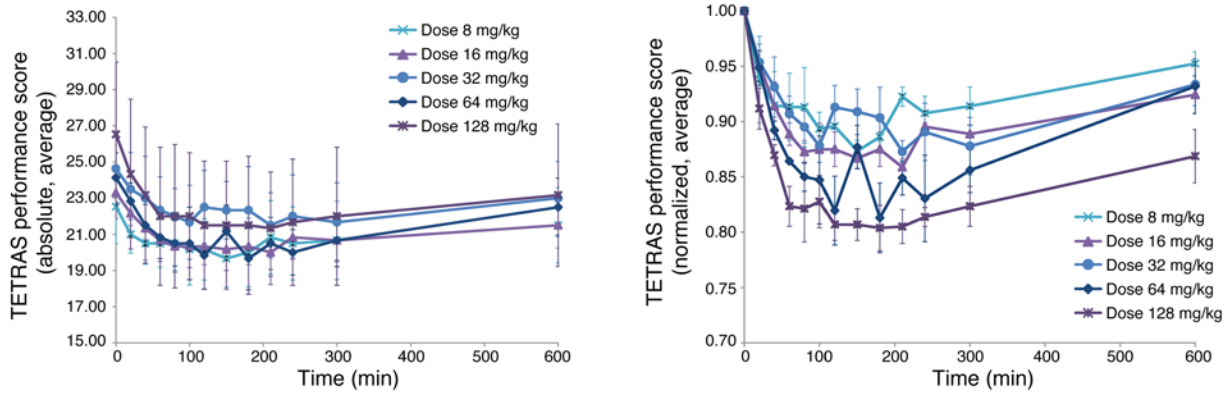 TETRAS performance score
(absolute, average)
33.00
31.00
29.00
27.00
25.00
23.00
21.00
19.00
17.00
15.00
Dose 8 mg/kg
Dose 16 mg/kg
Dose 32 mg/kg
Dose 64 mg/kg
Dose 128 mg/kg
0 100 200 300 400 500 600
Time (min)
TETRAS performance score
(normalized, average)
1.00
0.95
0.90
0.85
0.80
0.75
0.70
Dose 8 mg/kg
Dose 16 mg/kg
Dose 32 mg/kg
Dose 64 mg/kg
Dose 128 mg/kg
0 100 200 300 400 500 600
Time (min)